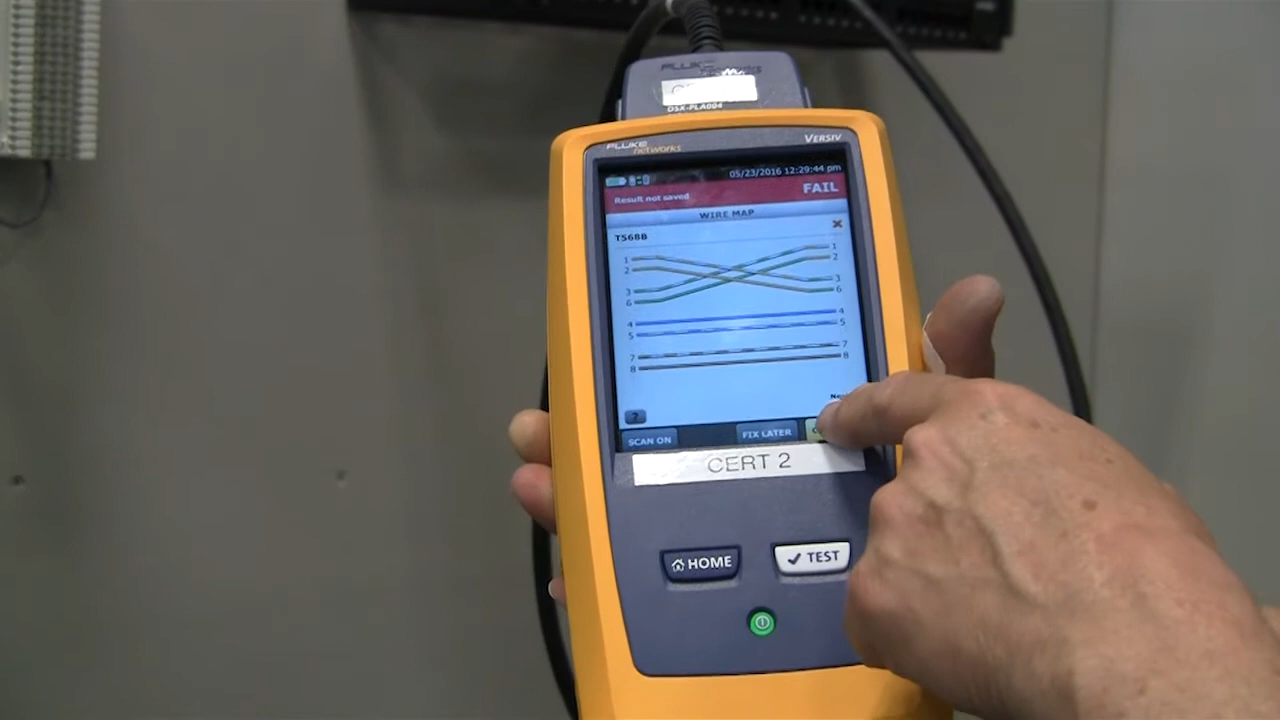 FLUKE
networks
DSX-PLA004
FLUKE
networks
VERSIV
05/23/2016 12:29:44 pm
Result not saved
FAIL
WIRE MAP
T568B
1 1
2 2
3 3
6 6
4 4
5 5
7 7
8 8
?
SCAN ON
FIX LATER
CERT 2
HOME
TEST